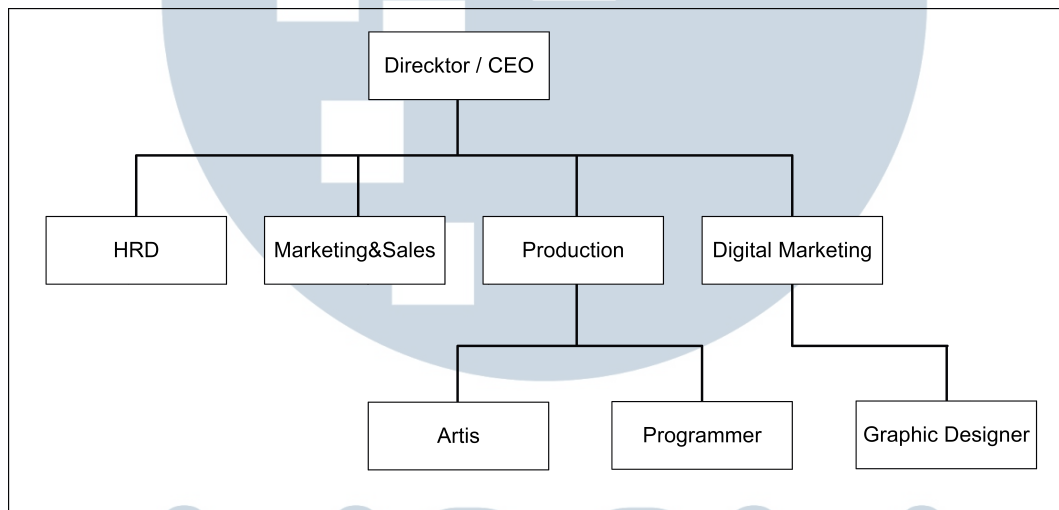 Direcktor / CEO
HRD
Marketing&Sales
Production
Digital Marketing
Artis
Programmer
Graphic Designer